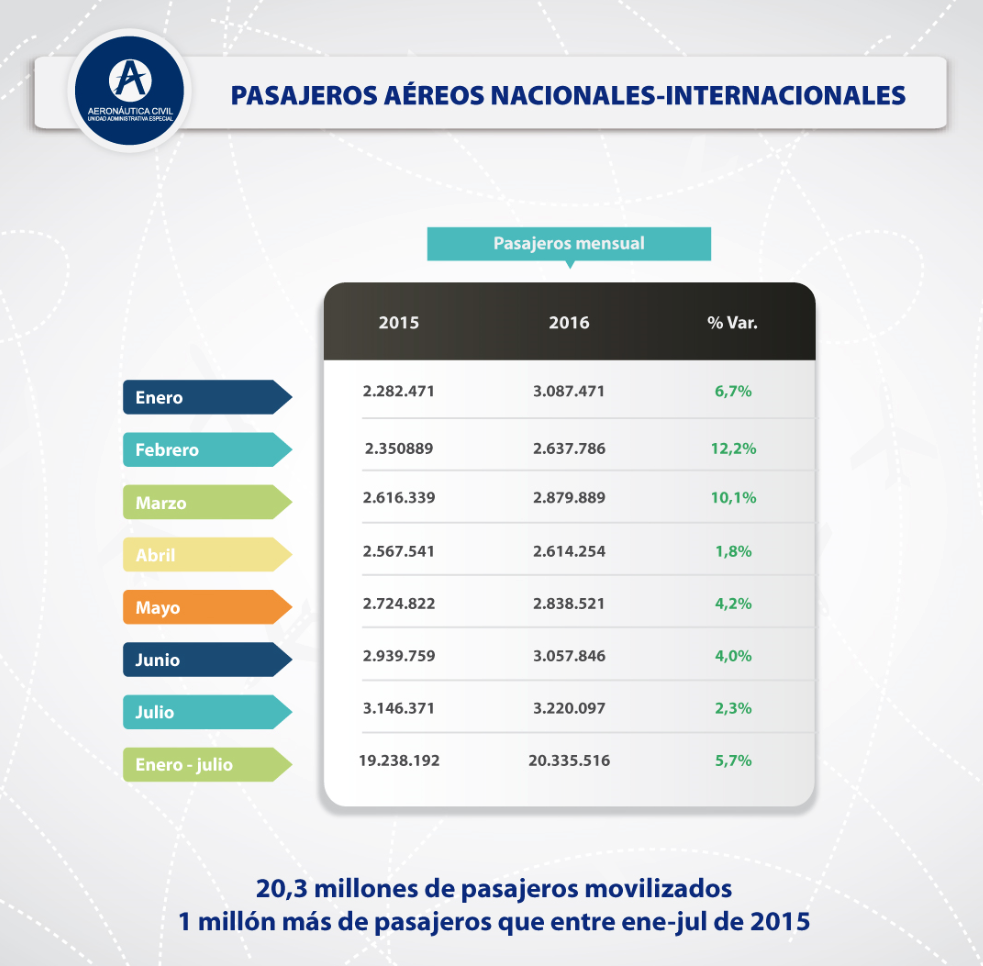 AERONÁUTICA CIVIL
UNIDAD ADMINISTRATIVA ESPECIAL
PASAJEROS AÉREOS NACIONALES-INTERNACIONALES
Pasajeros mensual
2015 2016 % Var.
Enero 2.282.471 3.087.471 6,7%
Febrero 2.350889 2.637.786 12,2%
Marzo 2.616.339 2.879.889 10,1%
Abril 2.567.541 2.614.254 1,8%
Mayo 2.724.822 2.838.521 4,2%
Junio 2.939.759 3.057.846 4,0%
Julio 3.146.371 3.220.097 2,3%
Enero - julio 19.238.192 20.335.516 5,7%
20,3 millones de pasajeros movilizados
1 millón más de pasajeros que entre ene-jul de 2015